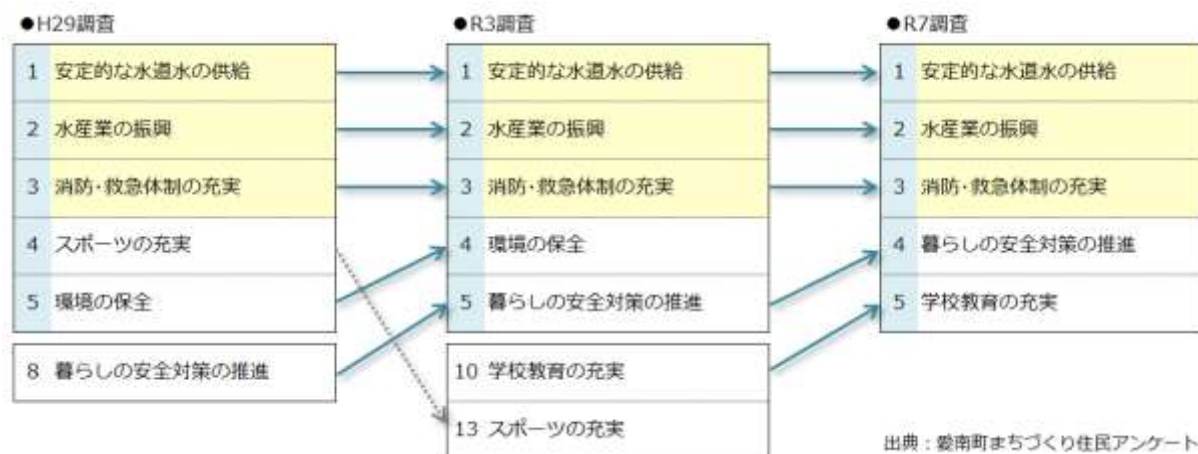 ●H29調査
1 安定的な水道水の供給
2 水産業の振興
3 消防・救急体制の充実
4 スポーツの充実
5 環境の保全
8 暮らしの安全対策の推進
●R3調査
1 安定的な水道水の供給
2 水産業の振興
3 消防・救急体制の充実
4 環境の保全
5 暮らしの安全対策の推進
10 学校教育の充実
13 スポーツの充実
●R7調査
1 安定的な水道水の供給
2 水産業の振興
3 消防・救急体制の充実
4 暮らしの安全対策の推進
5 学校教育の充実
出典：愛南町まちづくり住民アンケート